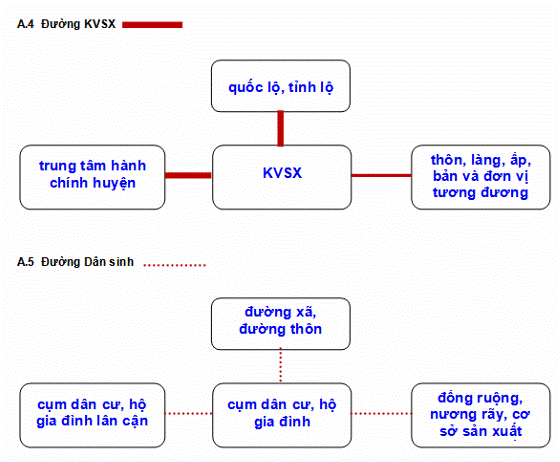 A.4 Đường KVSX
quốc lộ, tỉnh lộ
trung tâm hành
chính huyện
KVSX
thôn, làng, ấp,
bản và đơn vị
tương đương
A.5 Đường Dân sinh
đường xã,
đường thôn
cụm dân cư, hộ
gia đình lân cận
cụm dân cư, hộ
gia đình
đồng ruộng,
nương rãy, cơ
sở sản xuất